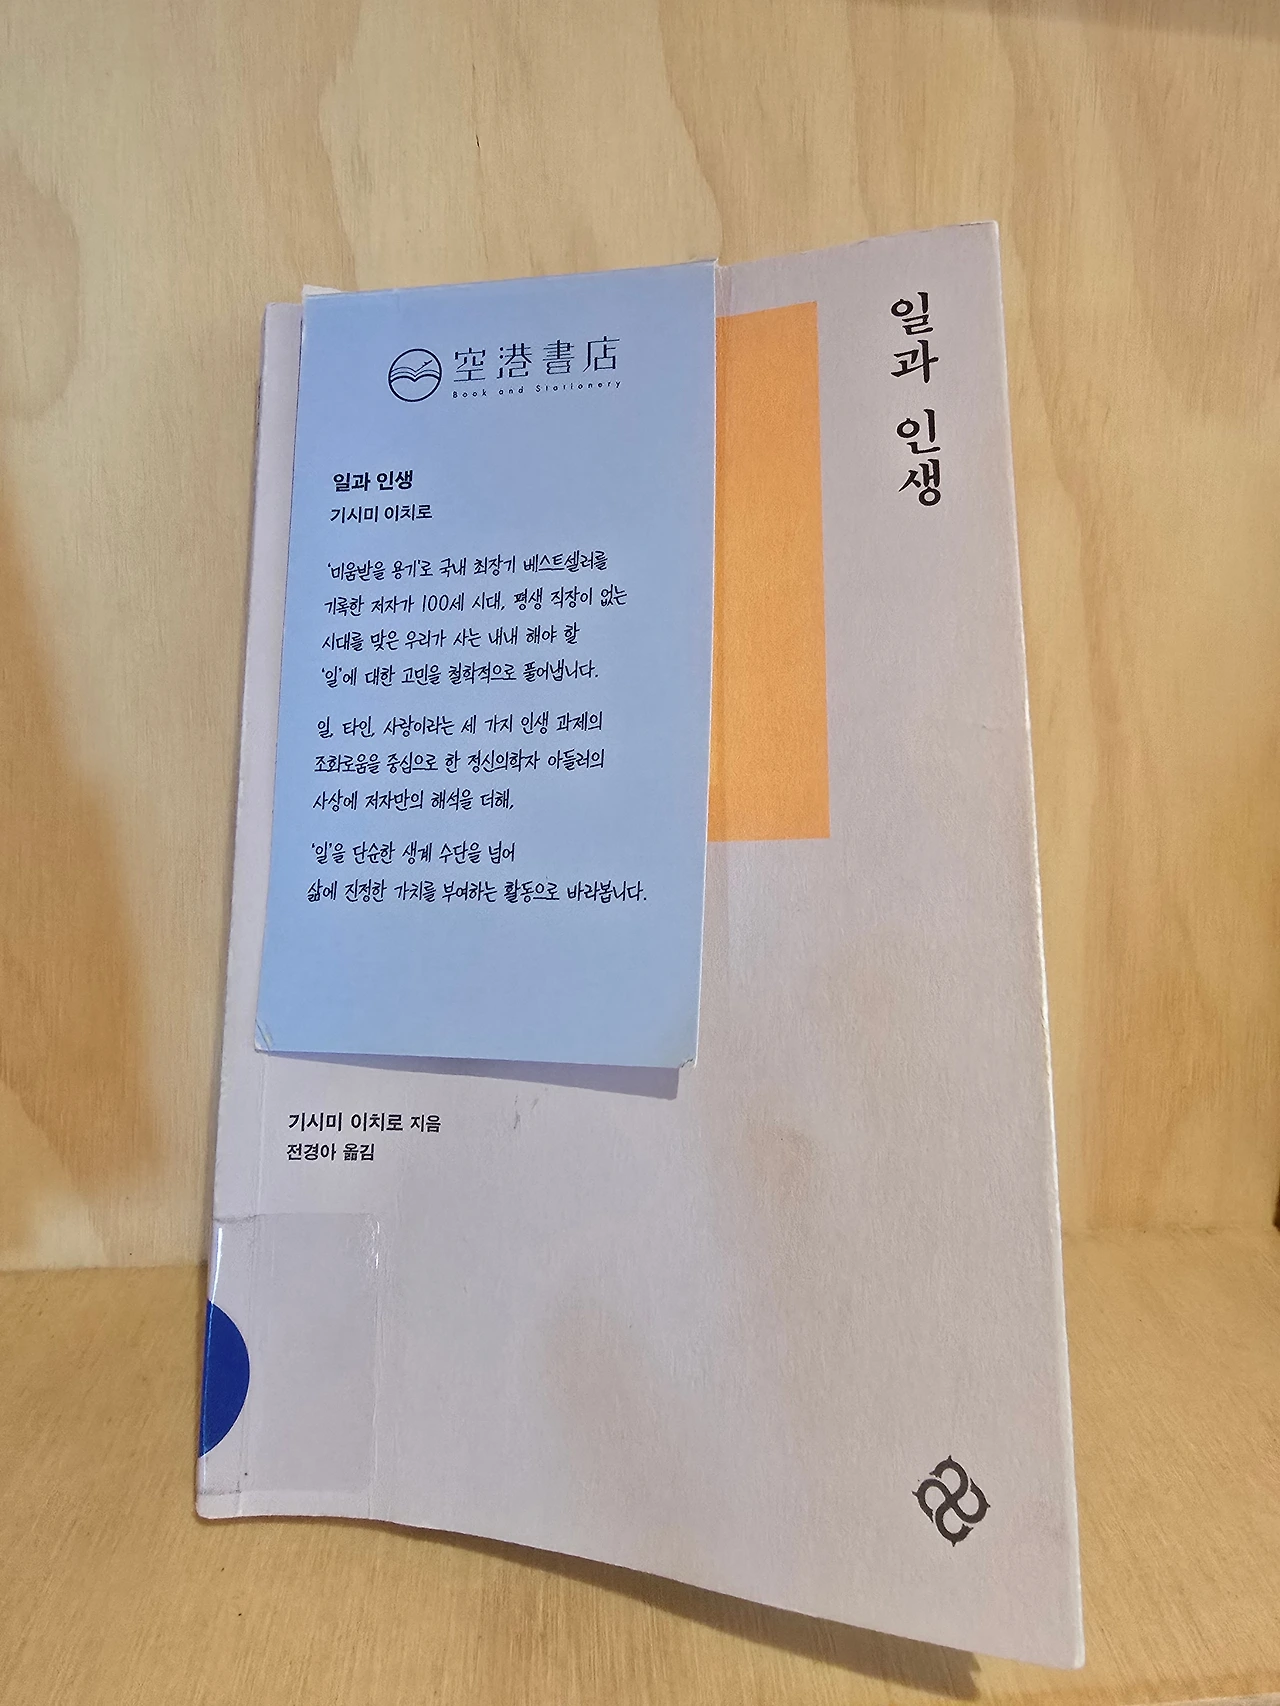 空港書店
Book and Stationery
일과 인생
기시미 이치로
'미움받을 용기'로 국내 최장기 베스트셀러를
기록한 저자가 100세 시대, 평생 직장이 없는
시대를 맞은 우리가 사는 내내 해야 할
'일'에 대한 고민을 철학적으로 풀어냅니다.
일, 타인, 사랑이라는 세 가지 인생 과제의
조화로움을 중심으로 한 정신의학자 아들러의
사상에 저자만의 해석을 더해,
'일'을 단순한 생계 수단을 넘어
삶에 진정한 가치를 부여하는 활동으로 바라봅니다.
일과 인생
기시미 이치로 지음
전경아 옮김